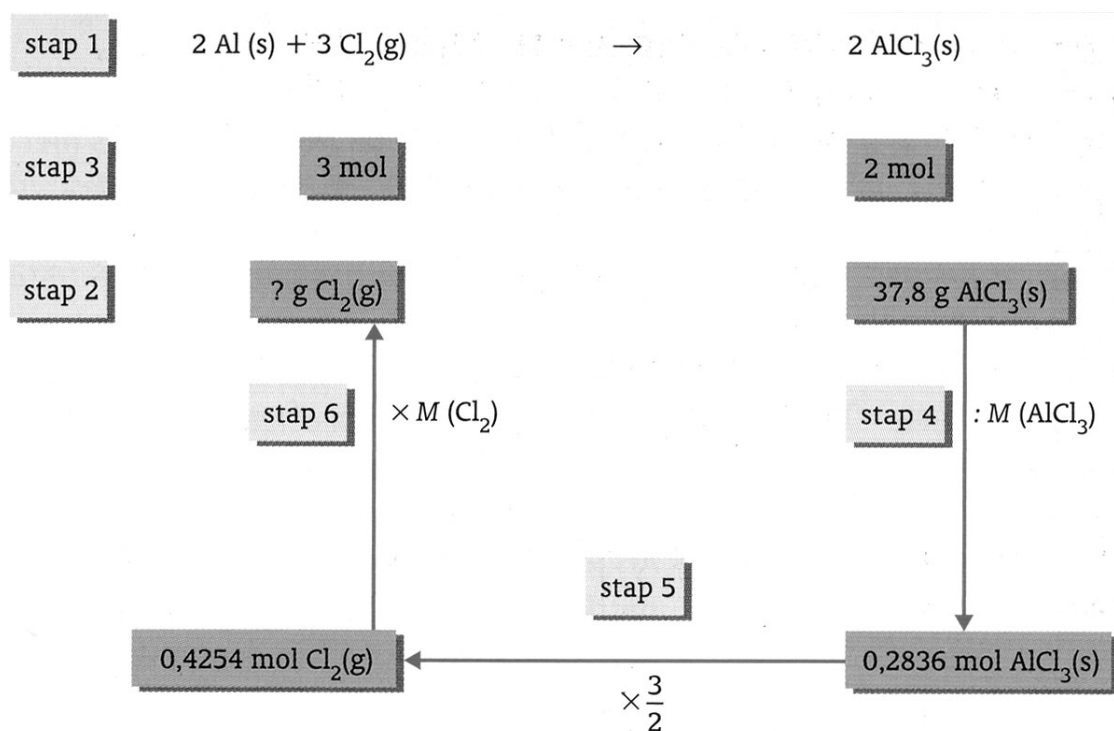 stap 1 2 Al (s) + 3 Cl₂(g) → 2 AlCl₃(s)
stap 3 3 mol 2 mol
stap 2 ? g Cl₂(g) 37,8 g AlCl₃(s)
stap 6 × M (Cl₂) stap 4 : M (AlCl₃)
stap 5
0,4254 mol Cl₂(g) 0,2836 mol AlCl₃(s)
× 3/2